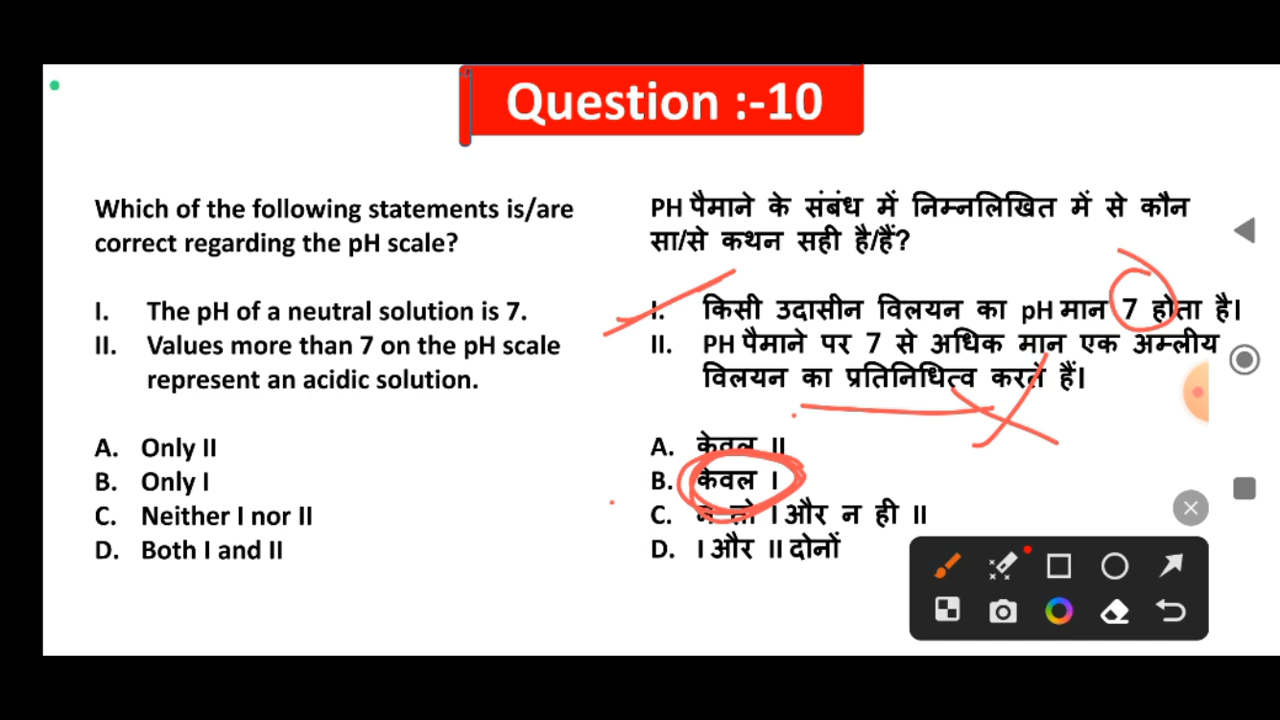 Question :-10
Which of the following statements is/are
correct regarding the pH scale?
I. The pH of a neutral solution is 7.
II. Values more than 7 on the pH scale
represent an acidic solution.
A. Only II
B. Only I
C. Neither I nor II
D. Both I and II
PH पैमाने के संबंध में निम्नलिखित में से कौन
सा/से कथन सही है/हैं?
I. किसी उदासीन विलयन का pH मान 7 होता है।
II. PH पैमाने पर 7 से अधिक मान एक अम्लीय
विलयन का प्रतिनिधित्व करते हैं।
A. केवल II
B. केवल I
C. न तो I और न ही II
D. I और II दोनों